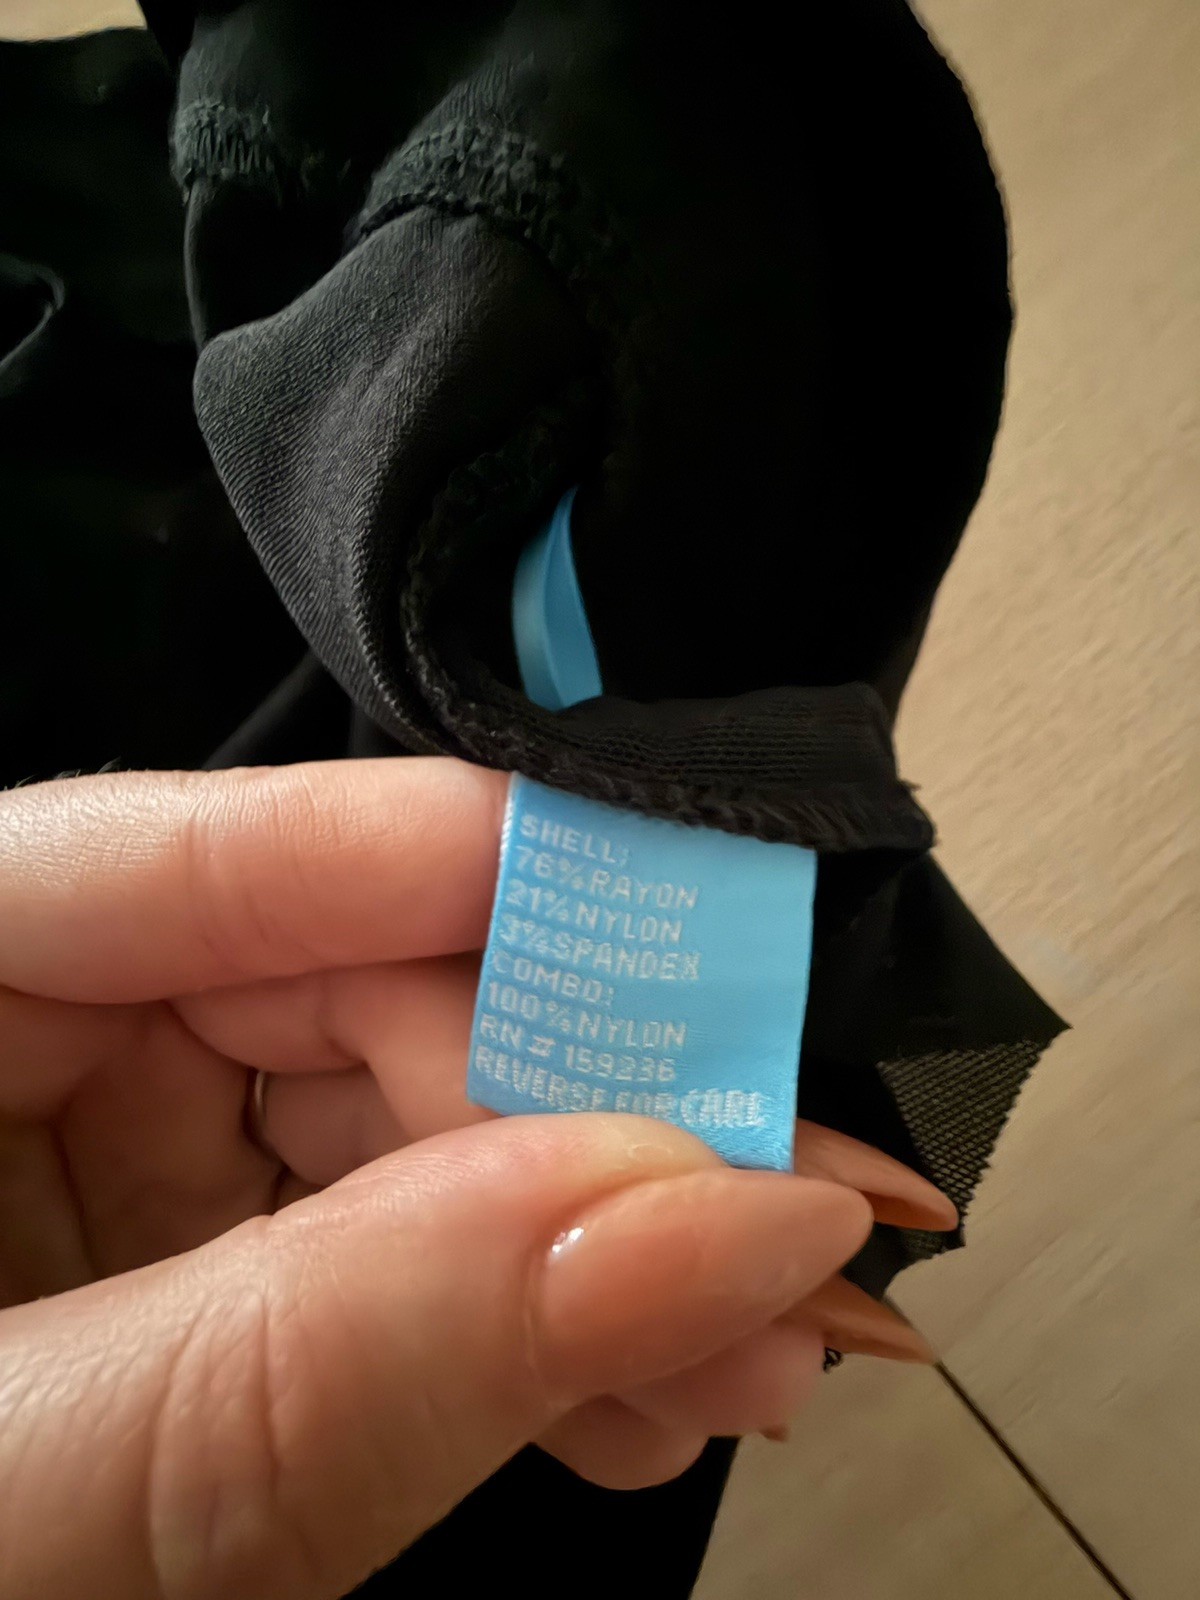 SHELL:
76%RAYON
21%NYLON
3%SPANDEX
COMBO:
100%NYLON
RN# 159236
REVERSE FOR CARE